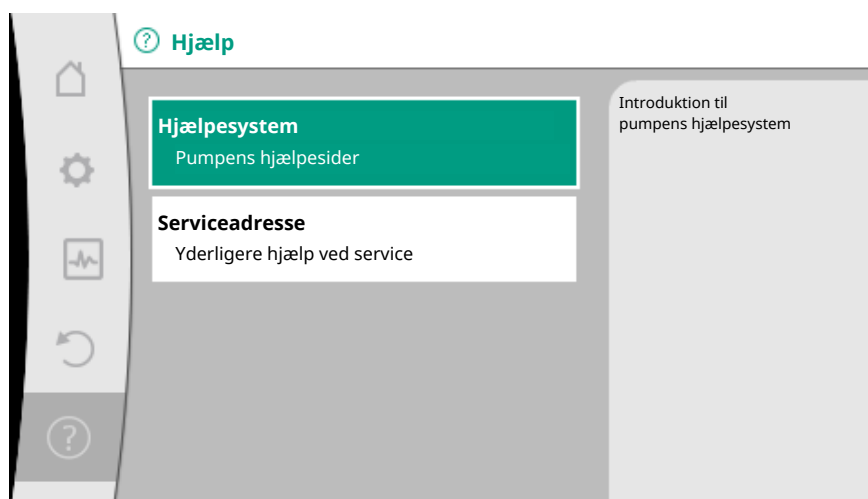 Hjælp
Hjælpesystem
Pumpens hjælpesider
Serviceadresse
Yderligere hjælp ved service
Introduktion til
pumpens hjælpesystem